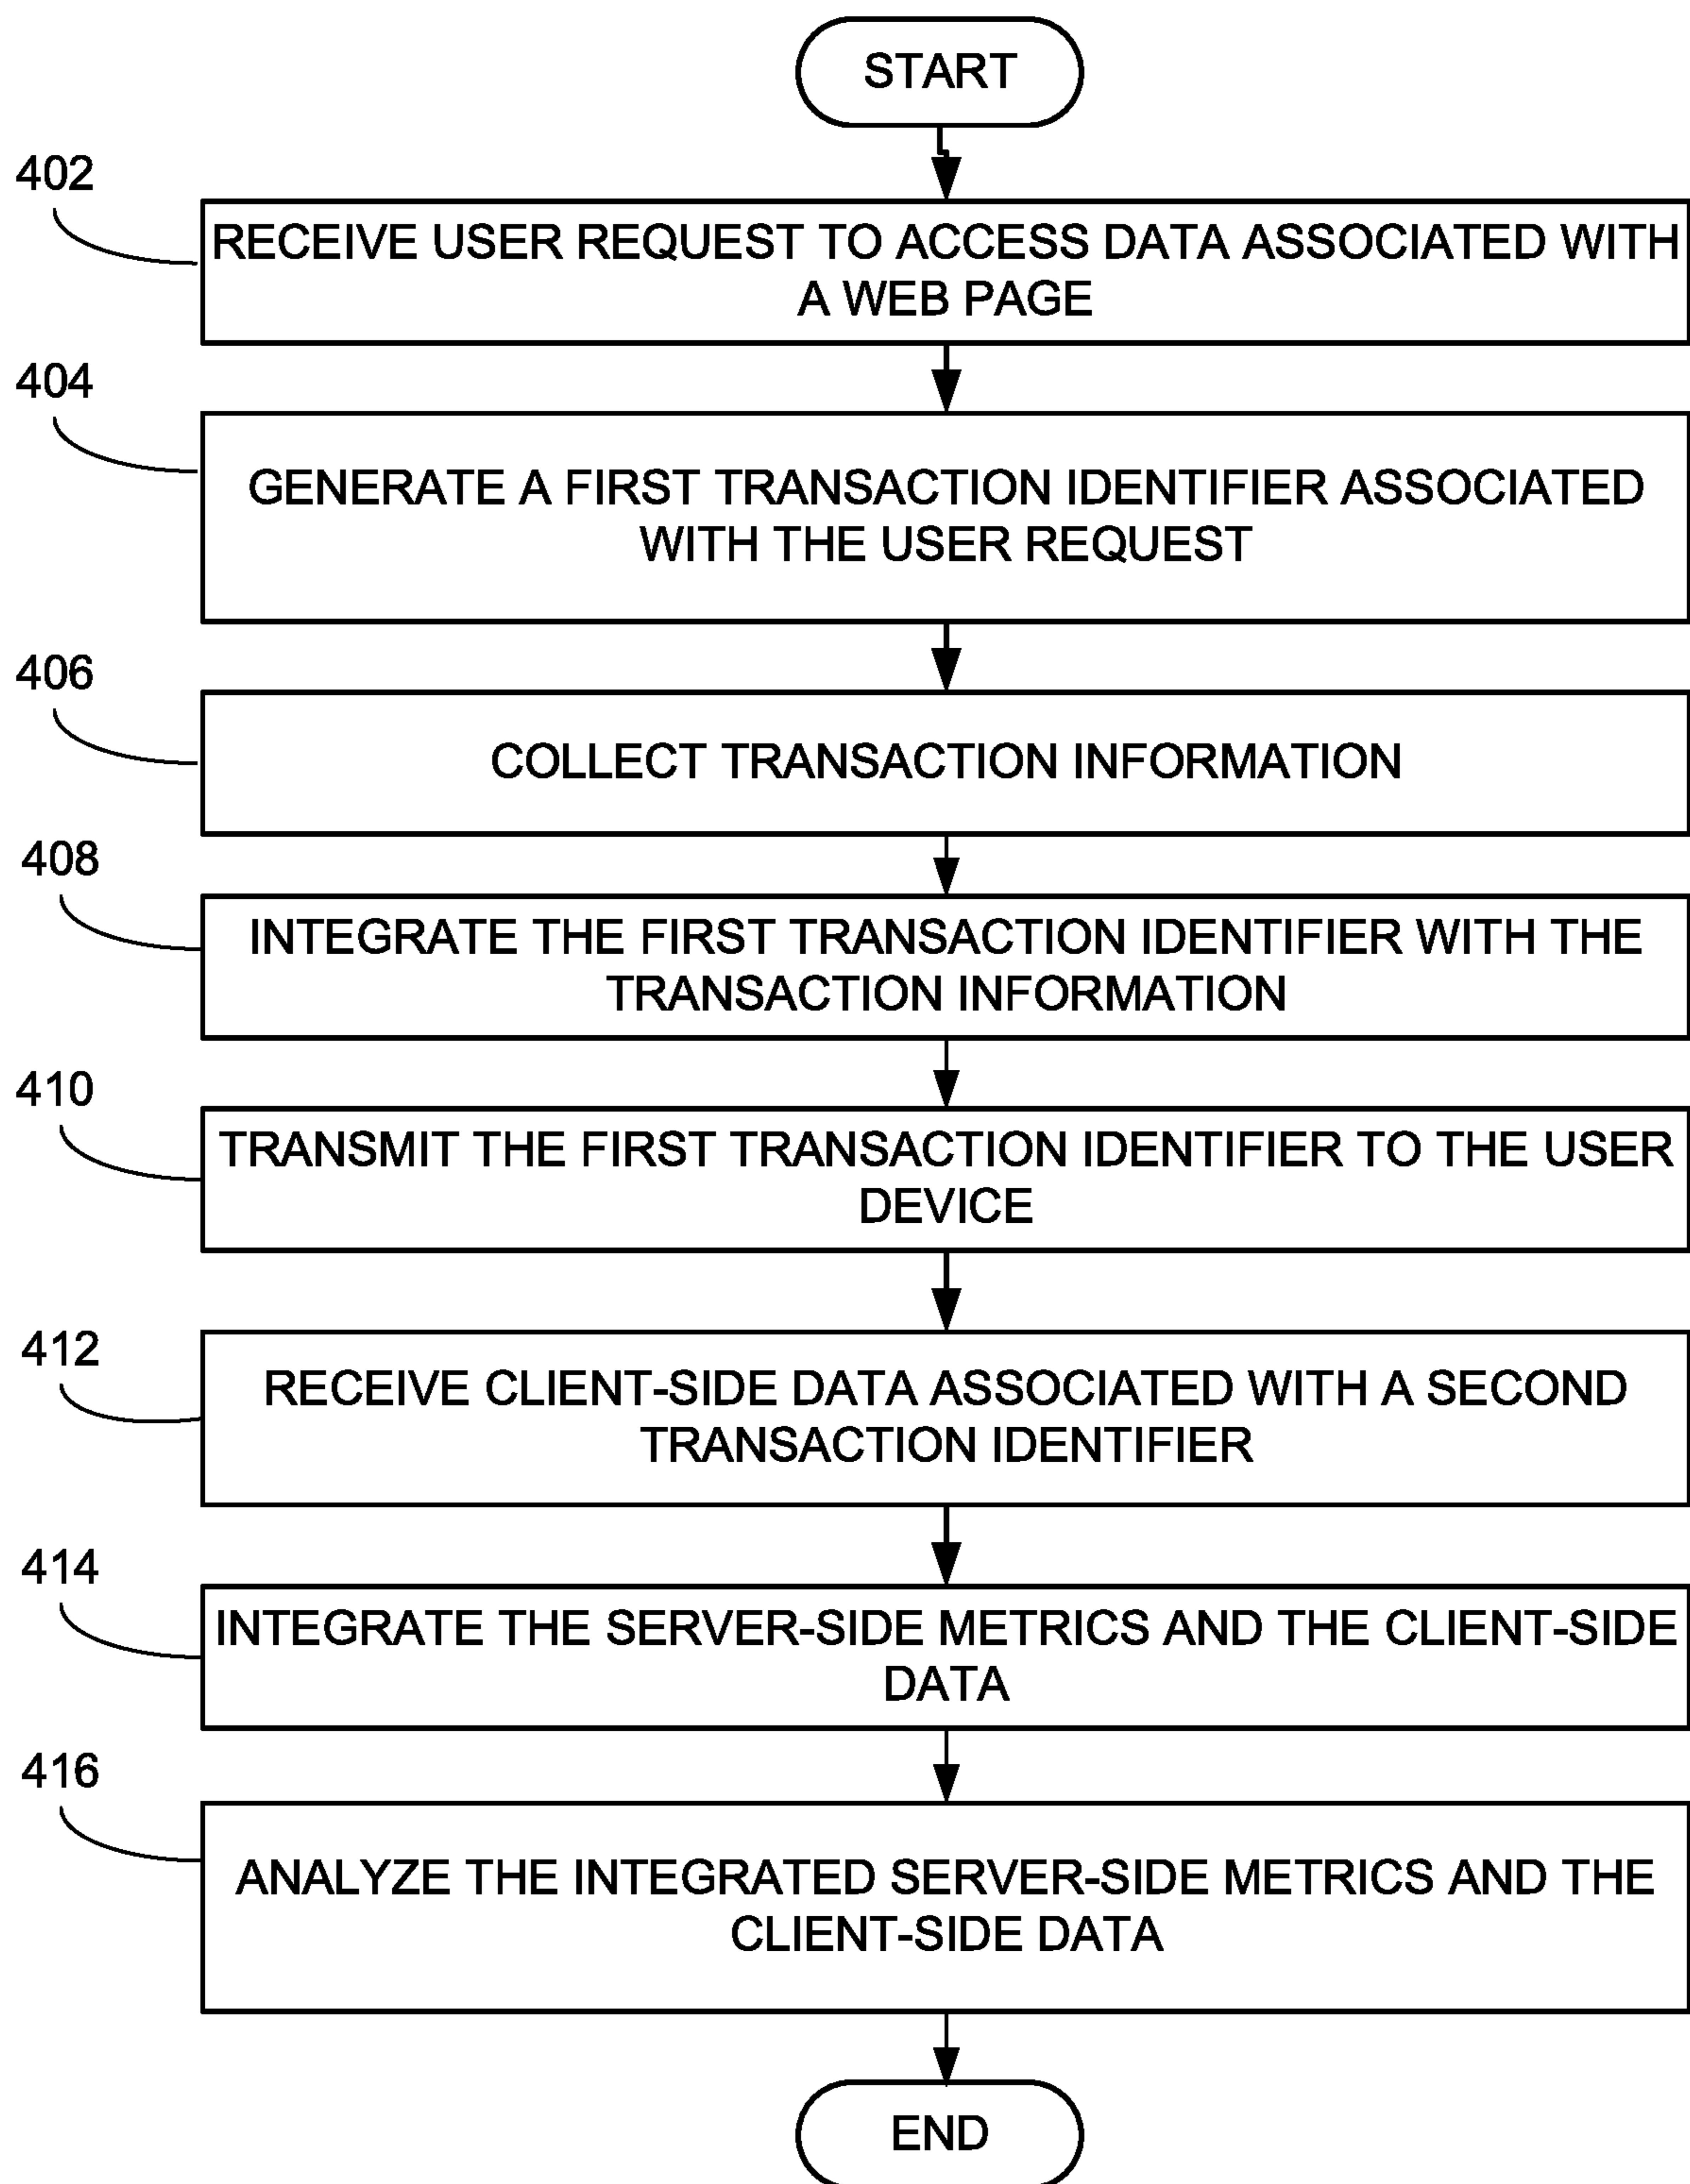 START
402
RECEIVE USER REQUEST TO ACCESS DATA ASSOCIATED WITH
A WEB PAGE
404
GENERATE A FIRST TRANSACTION IDENTIFIER ASSOCIATED
WITH THE USER REQUEST
406
COLLECT TRANSACTION INFORMATION
408
INTEGRATE THE FIRST TRANSACTION IDENTIFIER WITH THE
TRANSACTION INFORMATION
410
TRANSMIT THE FIRST TRANSACTION IDENTIFIER TO THE USER
DEVICE
412
RECEIVE CLIENT-SIDE DATA ASSOCIATED WITH A SECOND
TRANSACTION IDENTIFIER
414
INTEGRATE THE SERVER-SIDE METRICS AND THE CLIENT-SIDE
DATA
416
ANALYZE THE INTEGRATED SERVER-SIDE METRICS AND THE
CLIENT-SIDE DATA
END